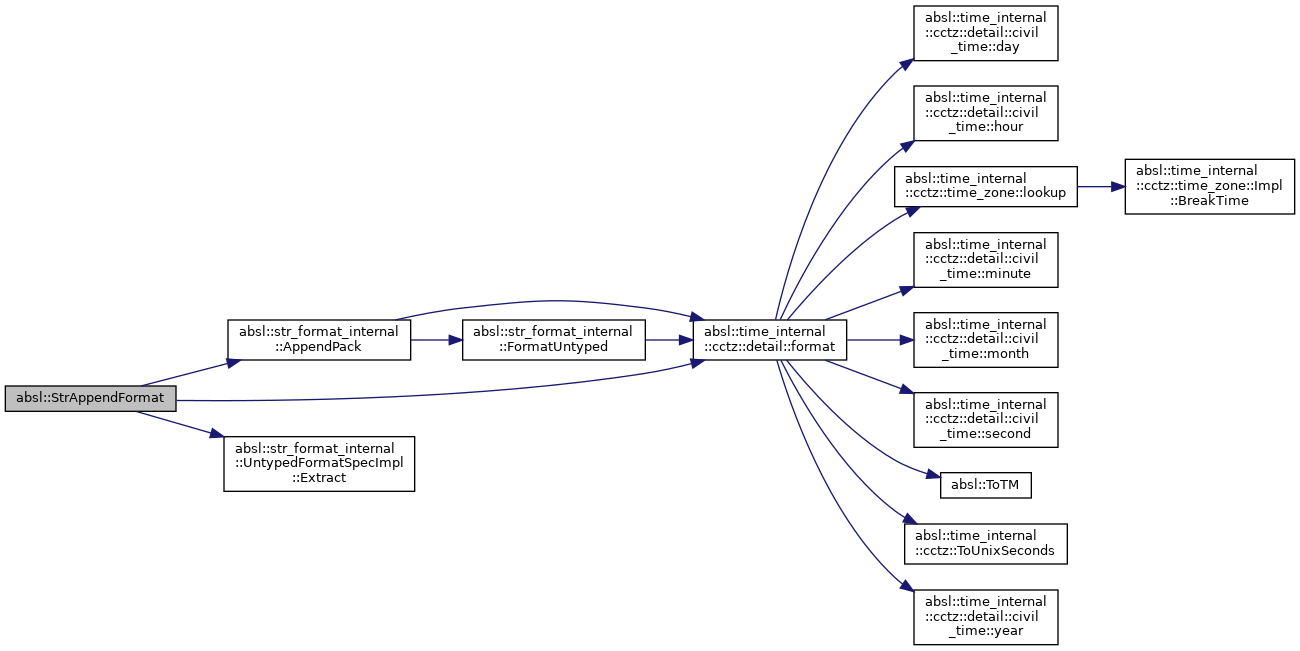 absl::time_internal
::cctz::detail::civil
_time::day
absl::time_internal
::cctz::detail::civil
_time::hour
absl::time_internal
::cctz::time_zone::lookup
absl::time_internal
::cctz::time_zone::Impl
::BreakTime
absl::time_internal
::cctz::detail::civil
_time::minute
absl::str_format_internal
::AppendPack
absl::str_format_internal
::FormatUntyped
absl::time_internal
::cctz::detail::format
absl::time_internal
::cctz::detail::civil
_time::month
absl::StrAppendFormat
absl::time_internal
::cctz::detail::civil
_time::second
absl::str_format_internal
::UntypedFormatSpecImpl
::Extract
absl::ToTM
absl::time_internal
::cctz::ToUnixSeconds
absl::time_internal
::cctz::detail::civil
_time::year